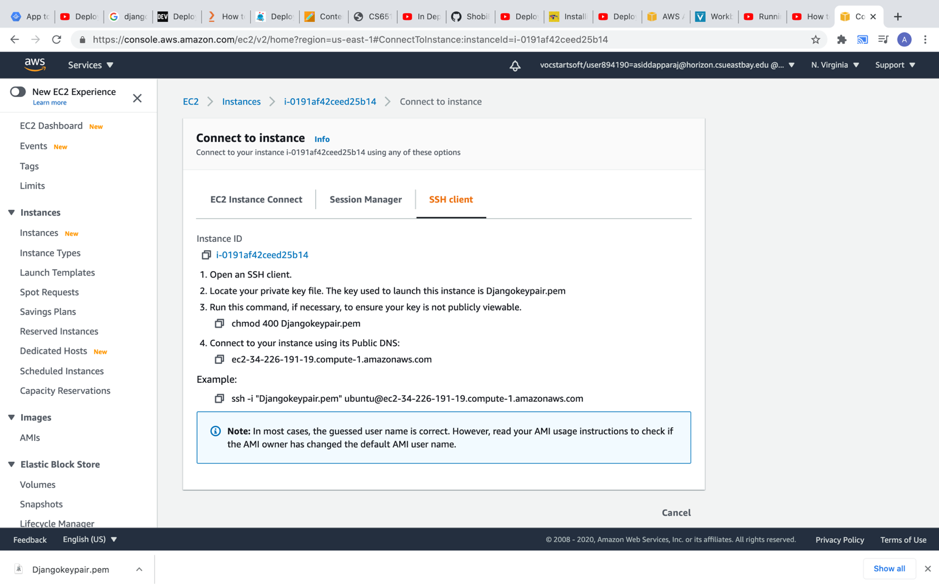 App to
Deplo
djang
DEV Deplo
How t
Deplo
Conte
CS651
In Dep
Shobi
Deplo
Instal
Deplo
AWS
Workl
Runni
How t
Co
https://console.aws.amazon.com/ec2/v2/home?region=us-east-1#ConnectToInstance:instanceId=i-0191af42ceed25b14
A
aws
Services
vocstartsoft/user894190=asiddapparaj@horizon.csueastbay.edu @...
N. Virginia
Support
New EC2 Experience
Learn more
EC2 Dashboard New
Events New
Tags
Limits
Instances
Instances New
Instance Types
Launch Templates
Spot Requests
Savings Plans
Reserved Instances
Dedicated Hosts New
Scheduled Instances
Capacity Reservations
Images
AMIs
Elastic Block Store
Volumes
Snapshots
Lifecycle Manager
EC2 > Instances > i-0191af42ceed25b14 > Connect to instance
Connect to instance Info
Connect to your instance i-0191af42ceed25b14 using any of these options
EC2 Instance Connect
Session Manager
SSH client
Instance ID
i-0191af42ceed25b14
1. Open an SSH client.
2. Locate your private key file. The key used to launch this instance is Djangokeypair.pem
3. Run this command, if necessary, to ensure your key is not publicly viewable.
chmod 400 Djangokeypair.pem
4. Connect to your instance using its Public DNS:
ec2-34-226-191-19.compute-1.amazonaws.com
Example:
ssh -i "Djangokeypair.pem" ubuntu@ec2-34-226-191-19.compute-1.amazonaws.com
Note: In most cases, the guessed user name is correct. However, read your AMI usage instructions to check if
the AMI owner has changed the default AMI user name.
Cancel
Feedback
English (US)
© 2008 - 2020, Amazon Web Services, Inc. or its affiliates. All rights reserved.
Privacy Policy
Terms of Use
Djangokeypair.pem
Show all